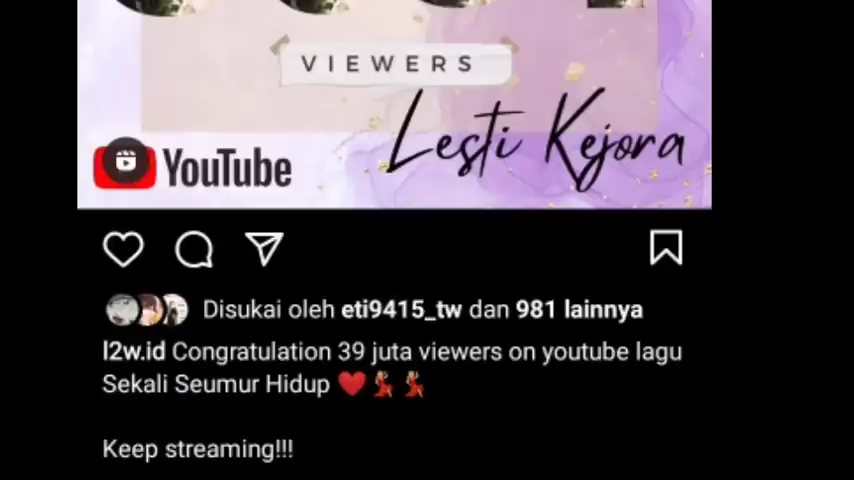 VIEWERS
Lesti Kejora
YouTube
Disukai oleh eti9415_tw dan 981 lainnya
l2w.id Congratulation 39 juta viewers on youtube lagu
Sekali Seumur Hidup ❤️💃💃
Keep streaming!!!